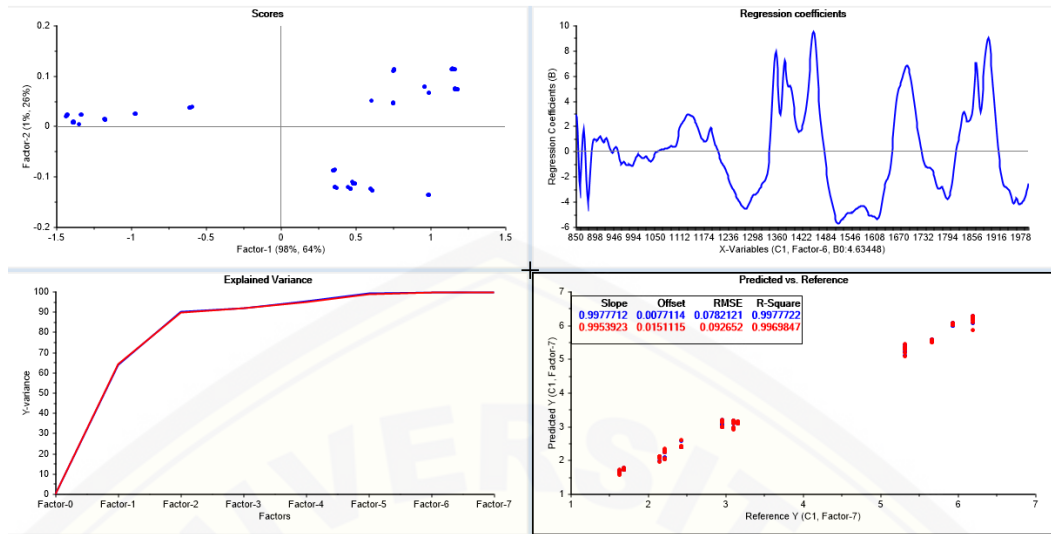 Scores
0.2
0.1
0
-0.1
-0.2
Factor-2 (1%, 26%)
-1.5 -1 -0.5 0 0.5 1 1.5
Factor-1 (98%, 64%)
Regression coefficients
10
8
6
4
2
0
-2
-4
-6
Regression Coefficients (B)
850 898 946 994 1050 1112 1174 1236 1298 1360 1422 1484 1546 1608 1670 1732 1794 1856 1916 1978
X-Variables (C1, Factor-6, B0:4.63448)
Explained Variance
100
90
80
70
60
50
40
30
20
10
0
Y-variance
Factor-0 Factor-1 Factor-2 Factor-3 Factor-4 Factor-5 Factor-6 Factor-7
Factors
Predicted vs. Reference
Slope Offset RMSE R-Square
0.9977712 0.0077114 0.0782121 0.9977722
0.9953923 0.0151115 0.092652 0.9969847
7
6
5
4
3
2
1
Predicted Y (C1, Factor-7)
1 2 3 4 5 6 7
Reference Y (C1, Factor-7)